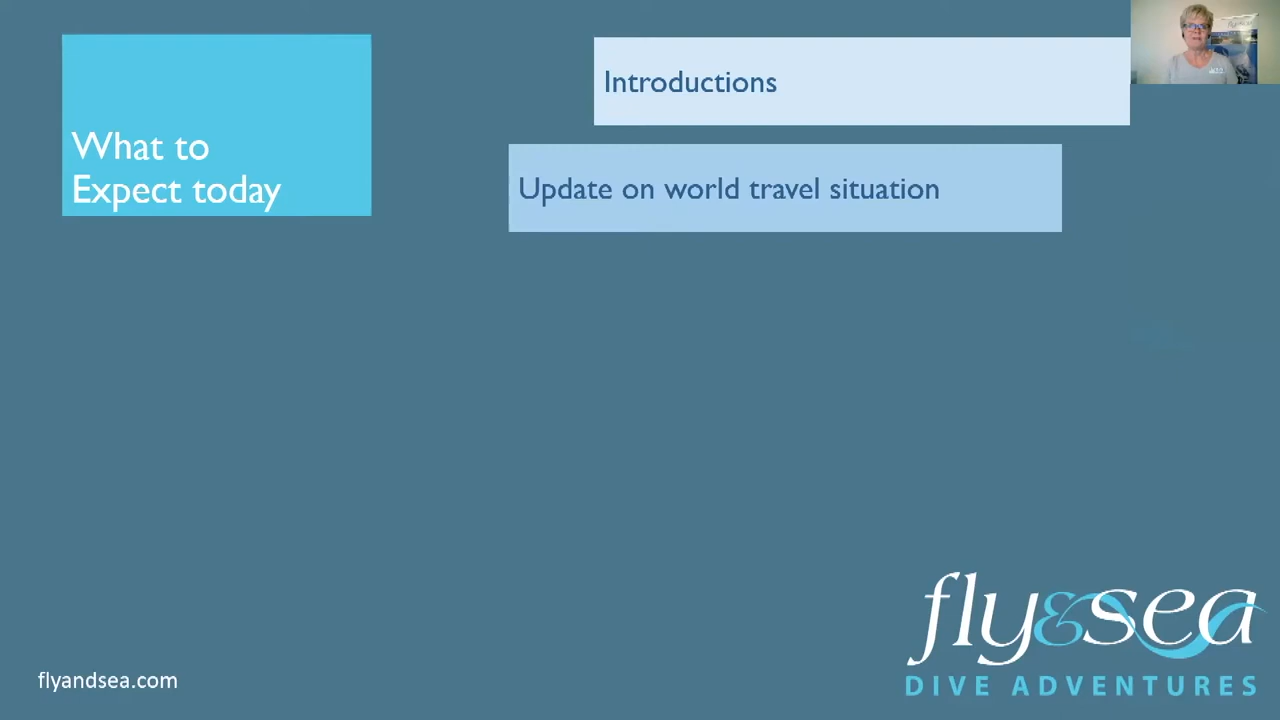 What to
Expect today
Introductions
Update on world travel situation
fly&sea
DIVE ADVENTURES
flyandsea.com